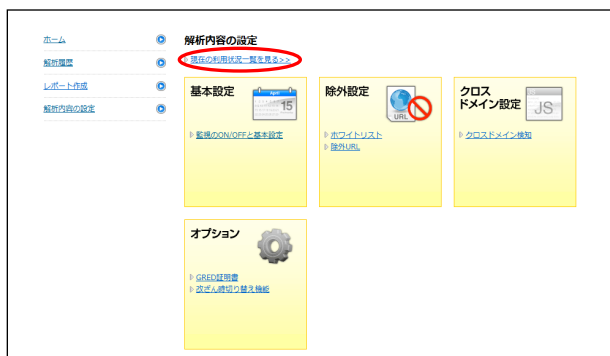 ホーム
解析履歴
レポート作成
解析内容の設定
解析内容の設定
現在の利用状況一覧を見る>>
基本設定
April
15
監視のON/OFFと基本設定
除外設定
URL
ホワイトリスト
除外URL
クロス
ドメイン設定
JS
クロスドメイン検知
オプション
GRED証明書
改ざん時切り替え機能